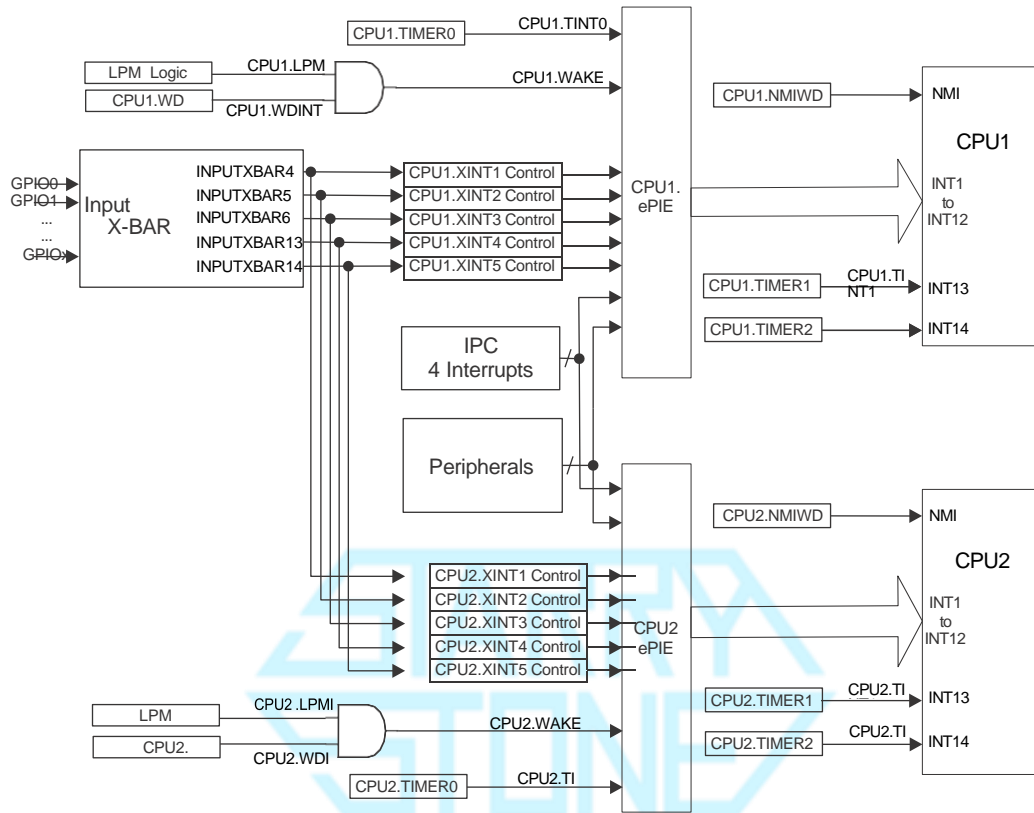 CPU1.TIMER0
CPU1.TINT0
LPM Logic
CPU1.LPM
CPU1.WD
CPU1.WDINT
CPU1.WAKE
CPU1.NMIWD
NMI
CPU1
GPIO0
GPIO1
...
...
GPIOx
Input
X-BAR
INPUTXBAR4
INPUTXBAR5
INPUTXBAR6
INPUTXBAR13
INPUTXBAR14
CPU1.XINT1 Control
CPU1.XINT2 Control
CPU1.XINT3 Control
CPU1.XINT4 Control
CPU1.XINT5 Control
CPU1.
ePIE
INT1
to
INT12
CPU1.TIMER1
CPU1.TI
NT1
INT13
CPU1.TIMER2
INT14
IPC
4 Interrupts
Peripherals
CPU2.NMIWD
NMI
CPU2
CPU2.XINT1 Control
CPU2.XINT2 Control
CPU2.XINT3 Control
CPU2.XINT4 Control
CPU2.XINT5 Control
CPU2
ePIE
INT1
to
INT12
CPU2.TIMER1
CPU2.TI
INT13
CPU2.TIMER2
CPU2.TI
INT14
LPM
CPU2 .LPMI
CPU2.
CPU2.WDI
CPU2.WAKE
CPU2.TIMER0
CPU2.TI
STARRY
STONE